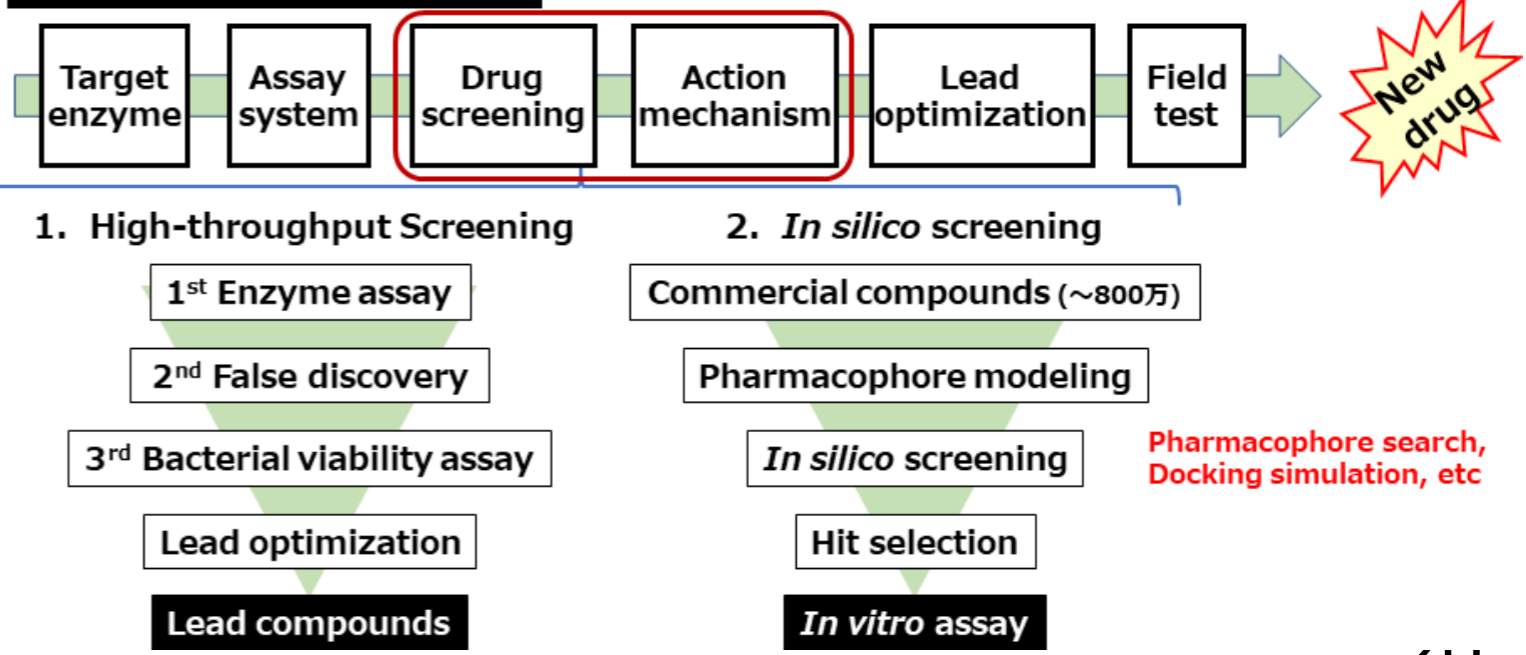 Target
enzyme
Assay
system
Drug
screening
Action
mechanism
Lead
optimization
Field
test
New
drug
1. High-throughput Screening
1st Enzyme assay
2nd False discovery
3rd Bacterial viability assay
Lead optimization
Lead compounds
2. In silico screening
Commercial compounds (~800万)
Pharmacophore modeling
In silico screening
Pharmacophore search,
Docking simulation, etc
Hit selection
In vitro assay